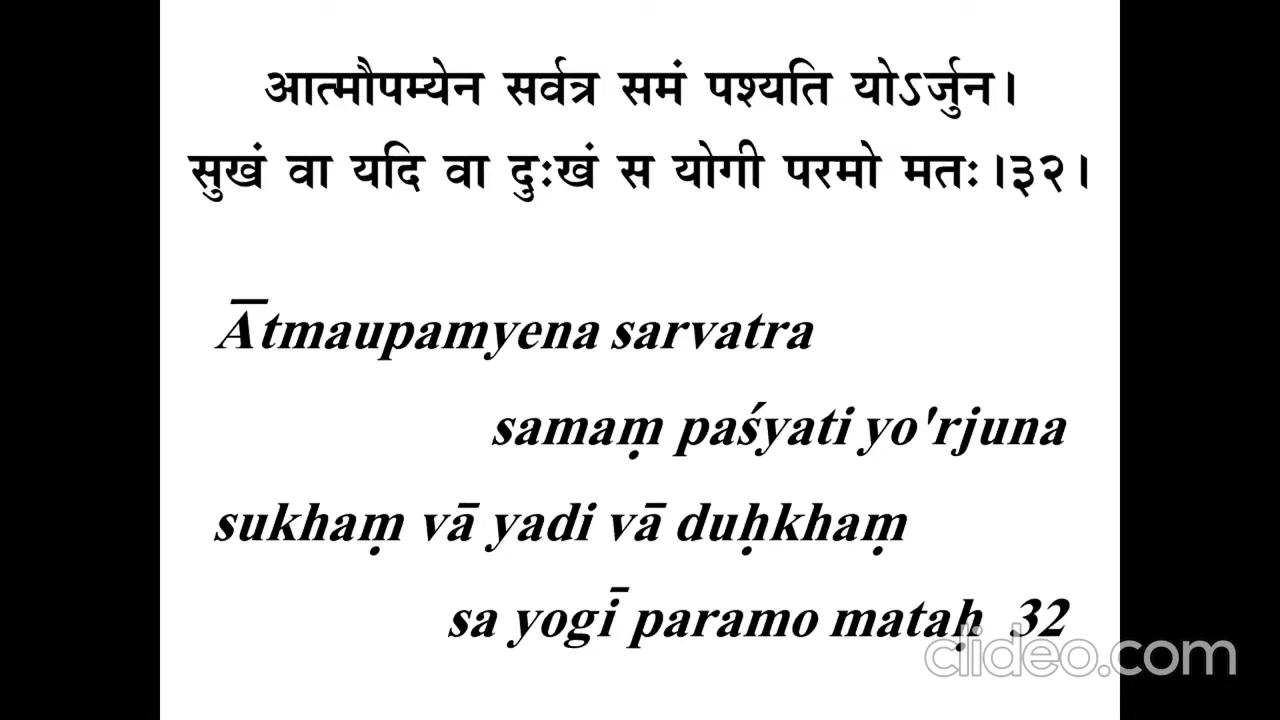 आत्मौपम्येन सर्वत्र समं पश्यति योऽर्जुन।
सुखं वा यदि वा दुःखं स योगी परमो मतः।३२।
Ātmaupamyena sarvatra
samaṃ paśyati yo'rjuna
sukhaṃ vā yadi vā duḥkhaṃ
sa yogī paramo mataḥ 32
clideo.com